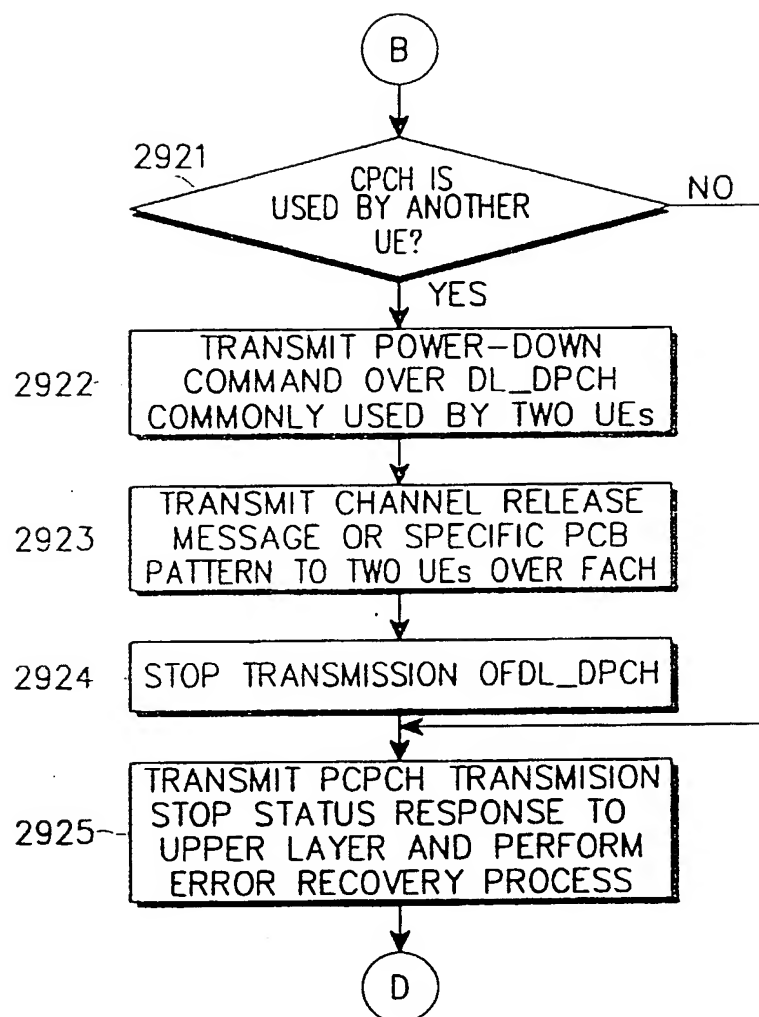 B
2921
CPCH IS
USED BY ANOTHER
UE?
NO
YES
2922
TRANSMIT POWER-DOWN
COMMAND OVER DL_DPCH
COMMONLY USED BY TWO UEs
2923
TRANSMIT CHANNEL RELEASE
MESSAGE OR SPECIFIC PCB
PATTERN TO TWO UEs OVER FACH
2924
STOP TRANSMISSION OFDL_DPCH
2925
TRANSMIT PCPCH TRANSMISION
STOP STATUS RESPONSE TO
UPPER LAYER AND PERFORM
ERROR RECOVERY PROCESS
D